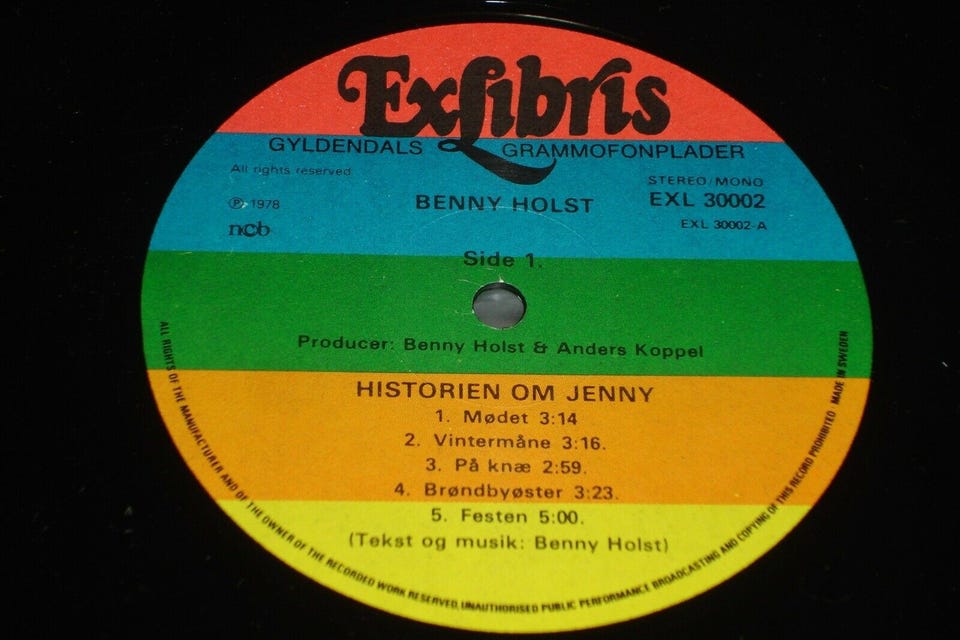 ExLibris
GYLDENDALS GRAMMOFONPLADER
All rights reserved
STEREO/MONO
℗ 1978
BENNY HOLST
EXL 30002
ncb
EXL 30002-A
Side 1.
Producer: Benny Holst & Anders Koppel
HISTORIEN OM JENNY
1. Mødet 3:14
2. Vintermåne 3:16.
3. På knæ 2:59.
4. Brøndbyøster 3:23.
5. Festen 5:00.
(Tekst og musik: Benny Holst)
ALL RIGHTS OF THE MANUFACTURER AND OF THE OWNER OF THE RECORDED WORK RESERVED, UNAUTHORISED PUBLIC PERFORMANCE BROADCASTING AND COPYING OF THIS RECORD PROHIBITED MADE IN SWEDEN